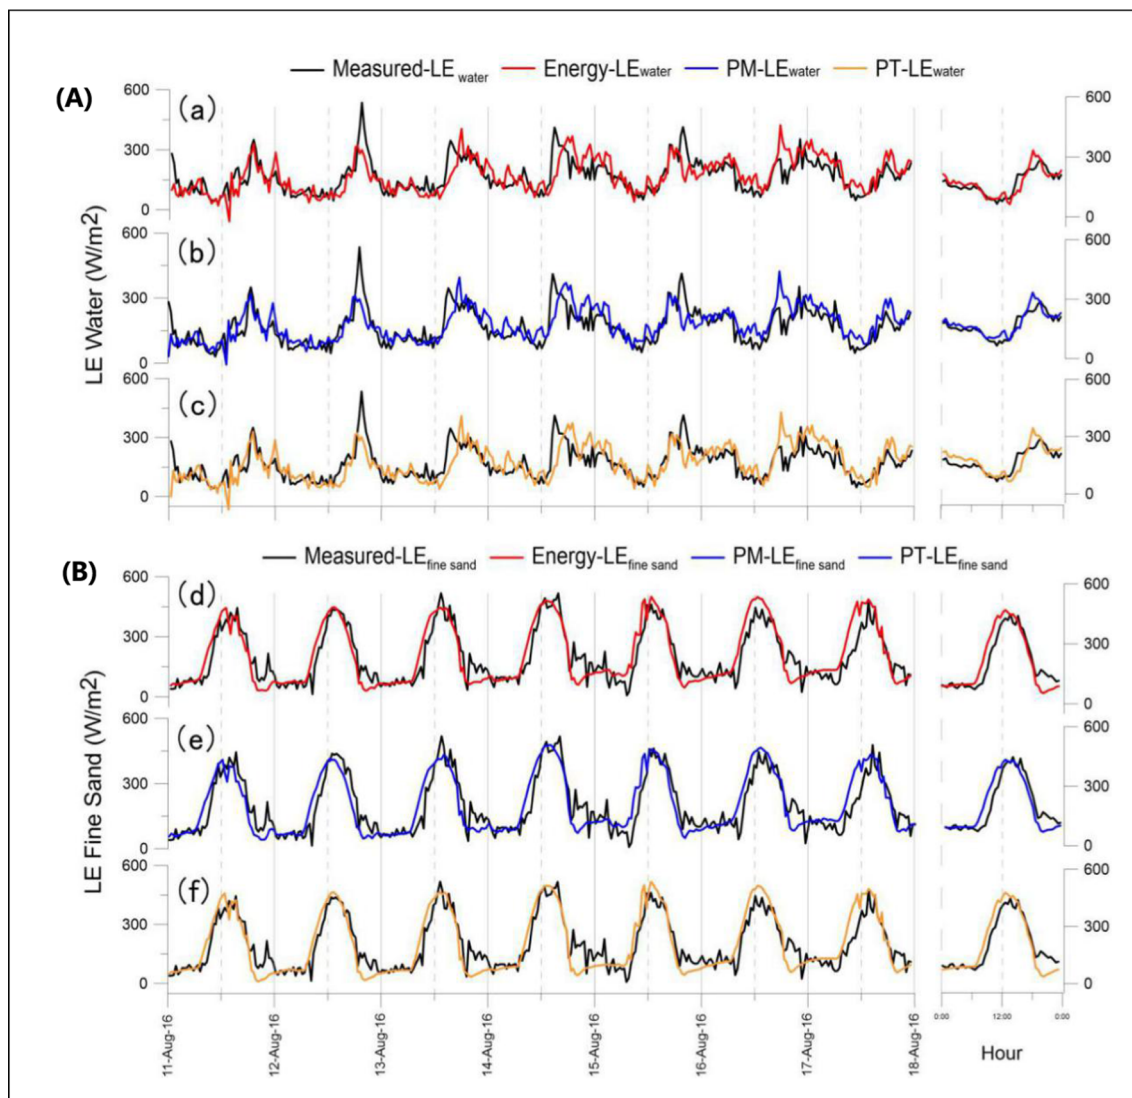 Measured-LE water Energy-LEwater PM-LEwater PT-LEwater
(A)
LE Water (W/m2)
600
300
0
(a)
600
300
0
600
300
0
(b)
600
300
0
600
300
0
(c)
600
300
0
Measured-LEfine sand Energy-LEfine sand PM-LEfine sand PT-LEfine sand
(B)
LE Fine Sand (W/m2)
600
300
0
(d)
600
300
0
600
300
0
(e)
600
300
0
600
300
0
(f)
600
300
0
11-Aug-16 12-Aug-16 13-Aug-16 14-Aug-16 15-Aug-16 16-Aug-16 17-Aug-16 18-Aug-16
0:00 12:00 0:00
Hour